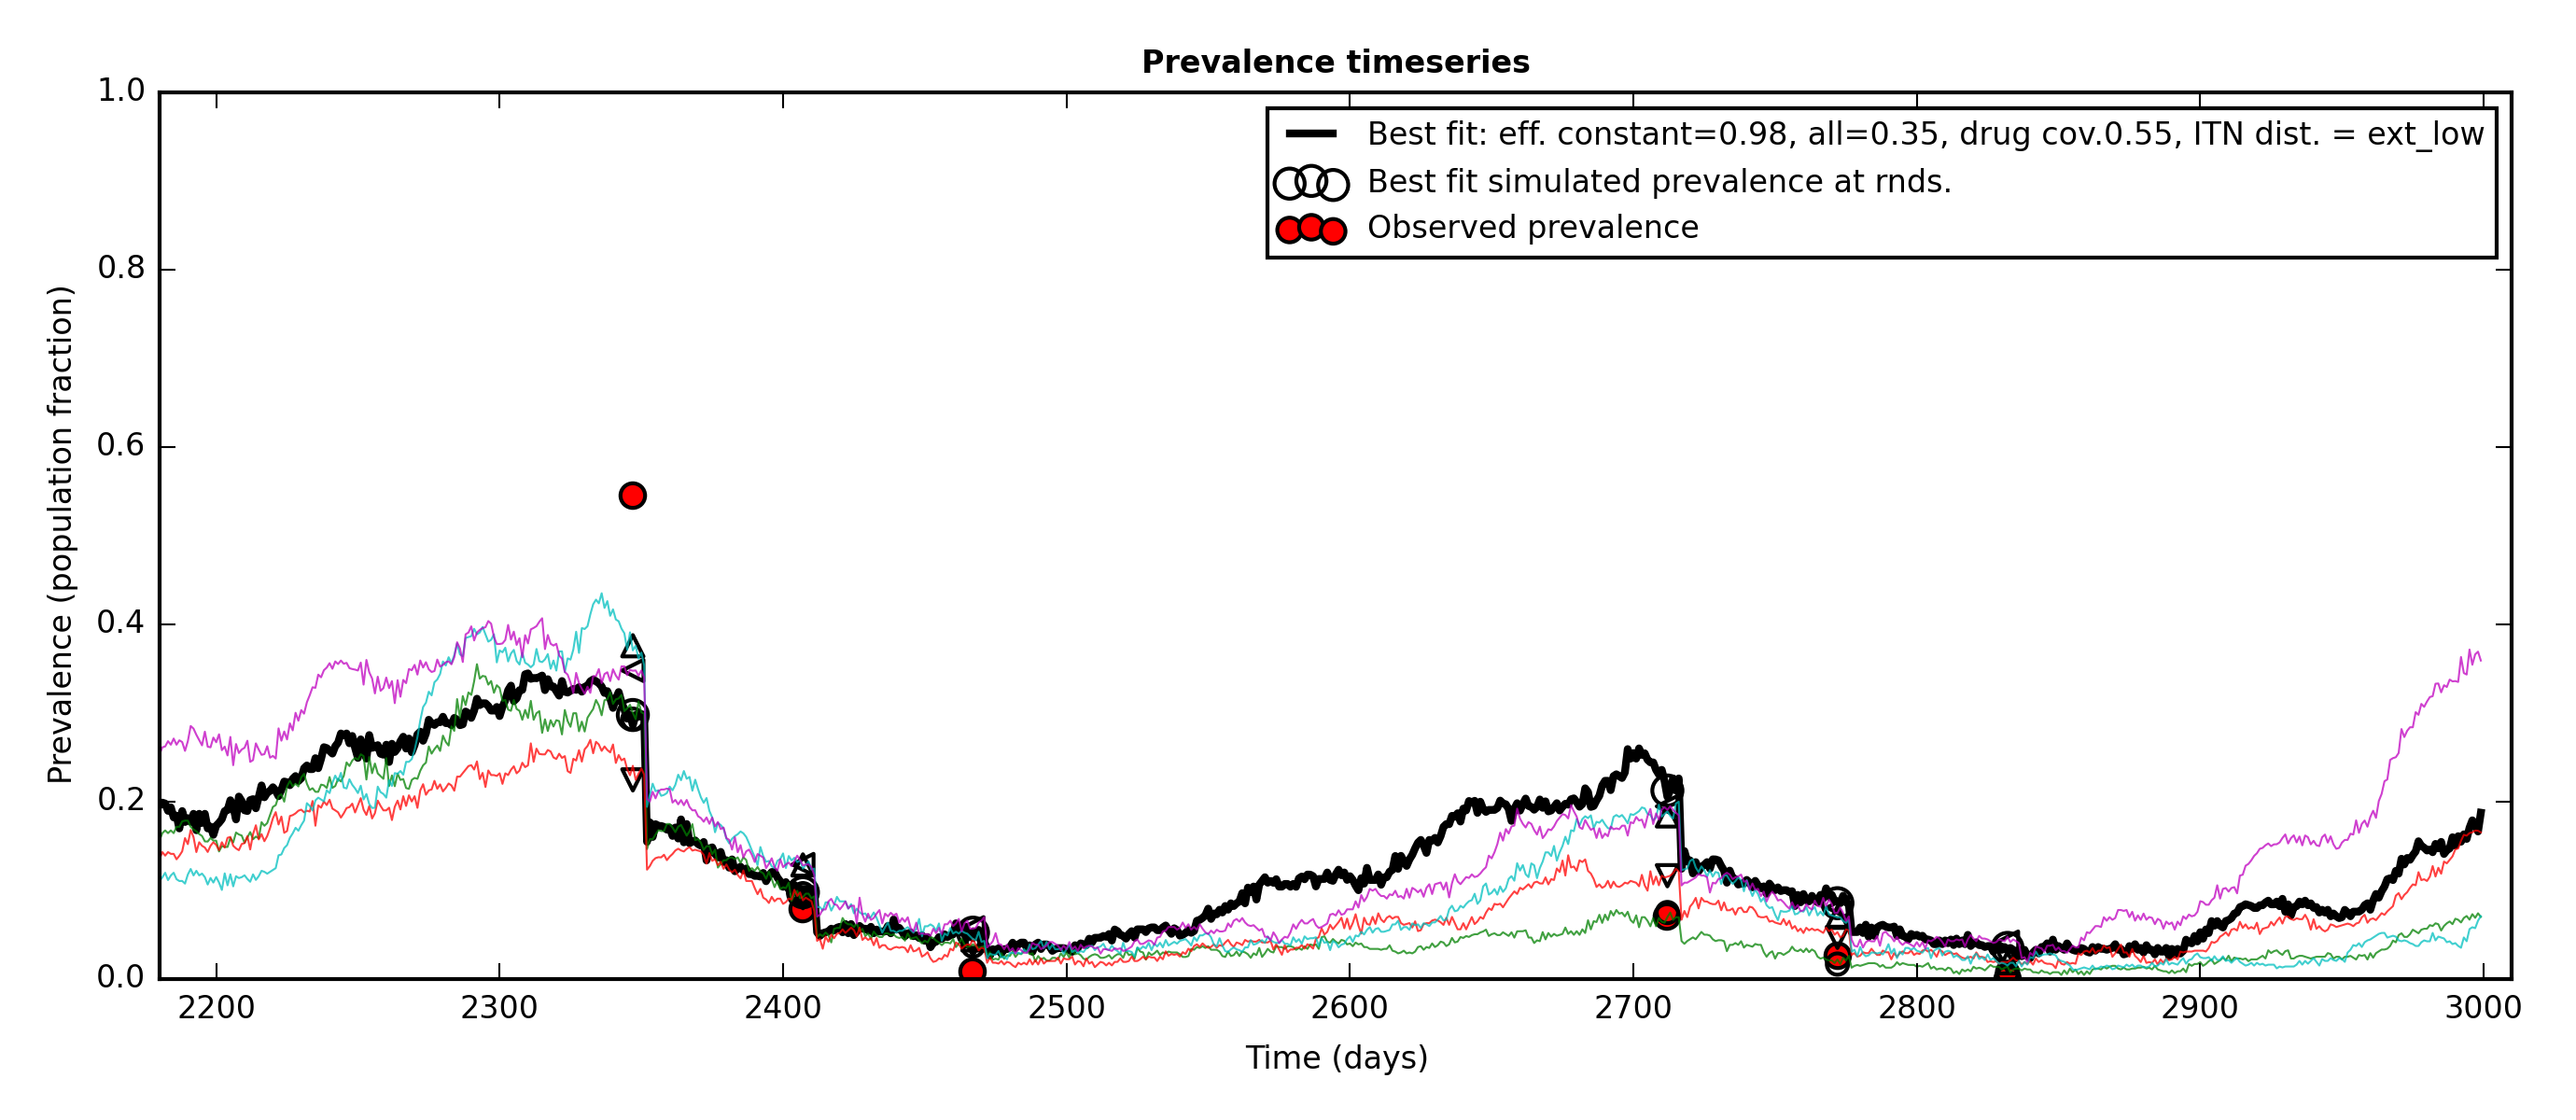 Prevalence timeseries
Best fit: eff. constant=0.98, all=0.35, drug cov.0.55, ITN dist. = ext_low
Best fit simulated prevalence at rnds.
Observed prevalence
Prevalence (population fraction)
1.0
0.8
0.6
0.4
0.2
0.0
2200 2300 2400 2500 2600 2700 2800 2900 3000
Time (days)